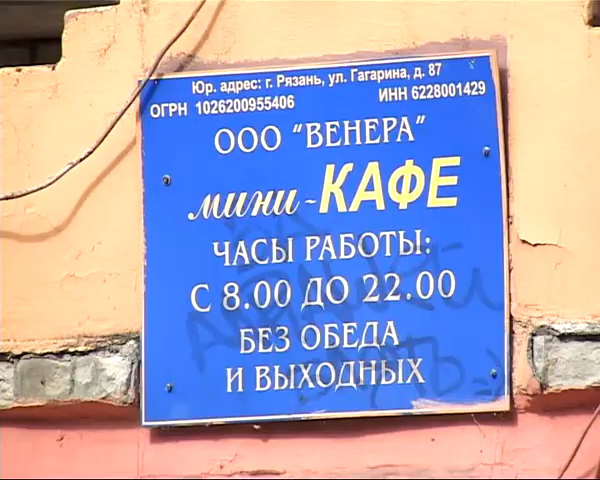 Юр. адрес: г. Рязань, ул. Гагарина, д. 87
ОГРН 1026200955406 ИНН 6228001429
ООО "ВЕНЕРА"
мини-КАФЕ
ЧАСЫ РАБОТЫ:
С 8.00 ДО 22.00
БЕЗ ОБЕДА
И ВЫХОДНЫХ